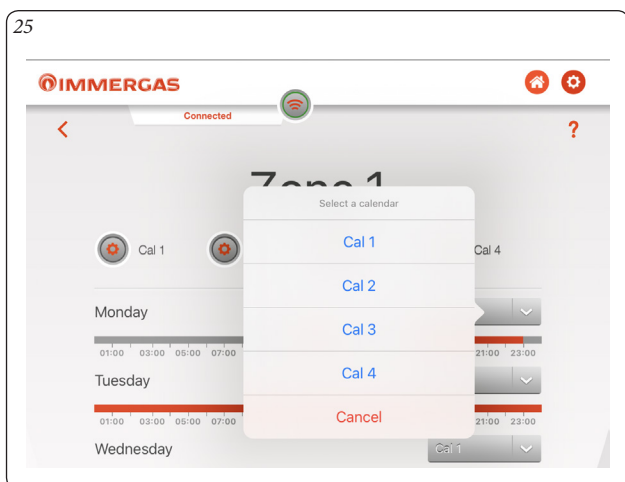 25
IMMERGAS
Connected
?
Zone 1
Select a calendar
Cal 1
Cal 1
Cal 4
Cal 2
Monday
Cal 3
01:00 03:00 05:00 07:00 21:00 23:00
Cal 4
Tuesday
Cancel
01:00 03:00 05:00 07:00 21:00 23:00
Wednesday
Cal 1